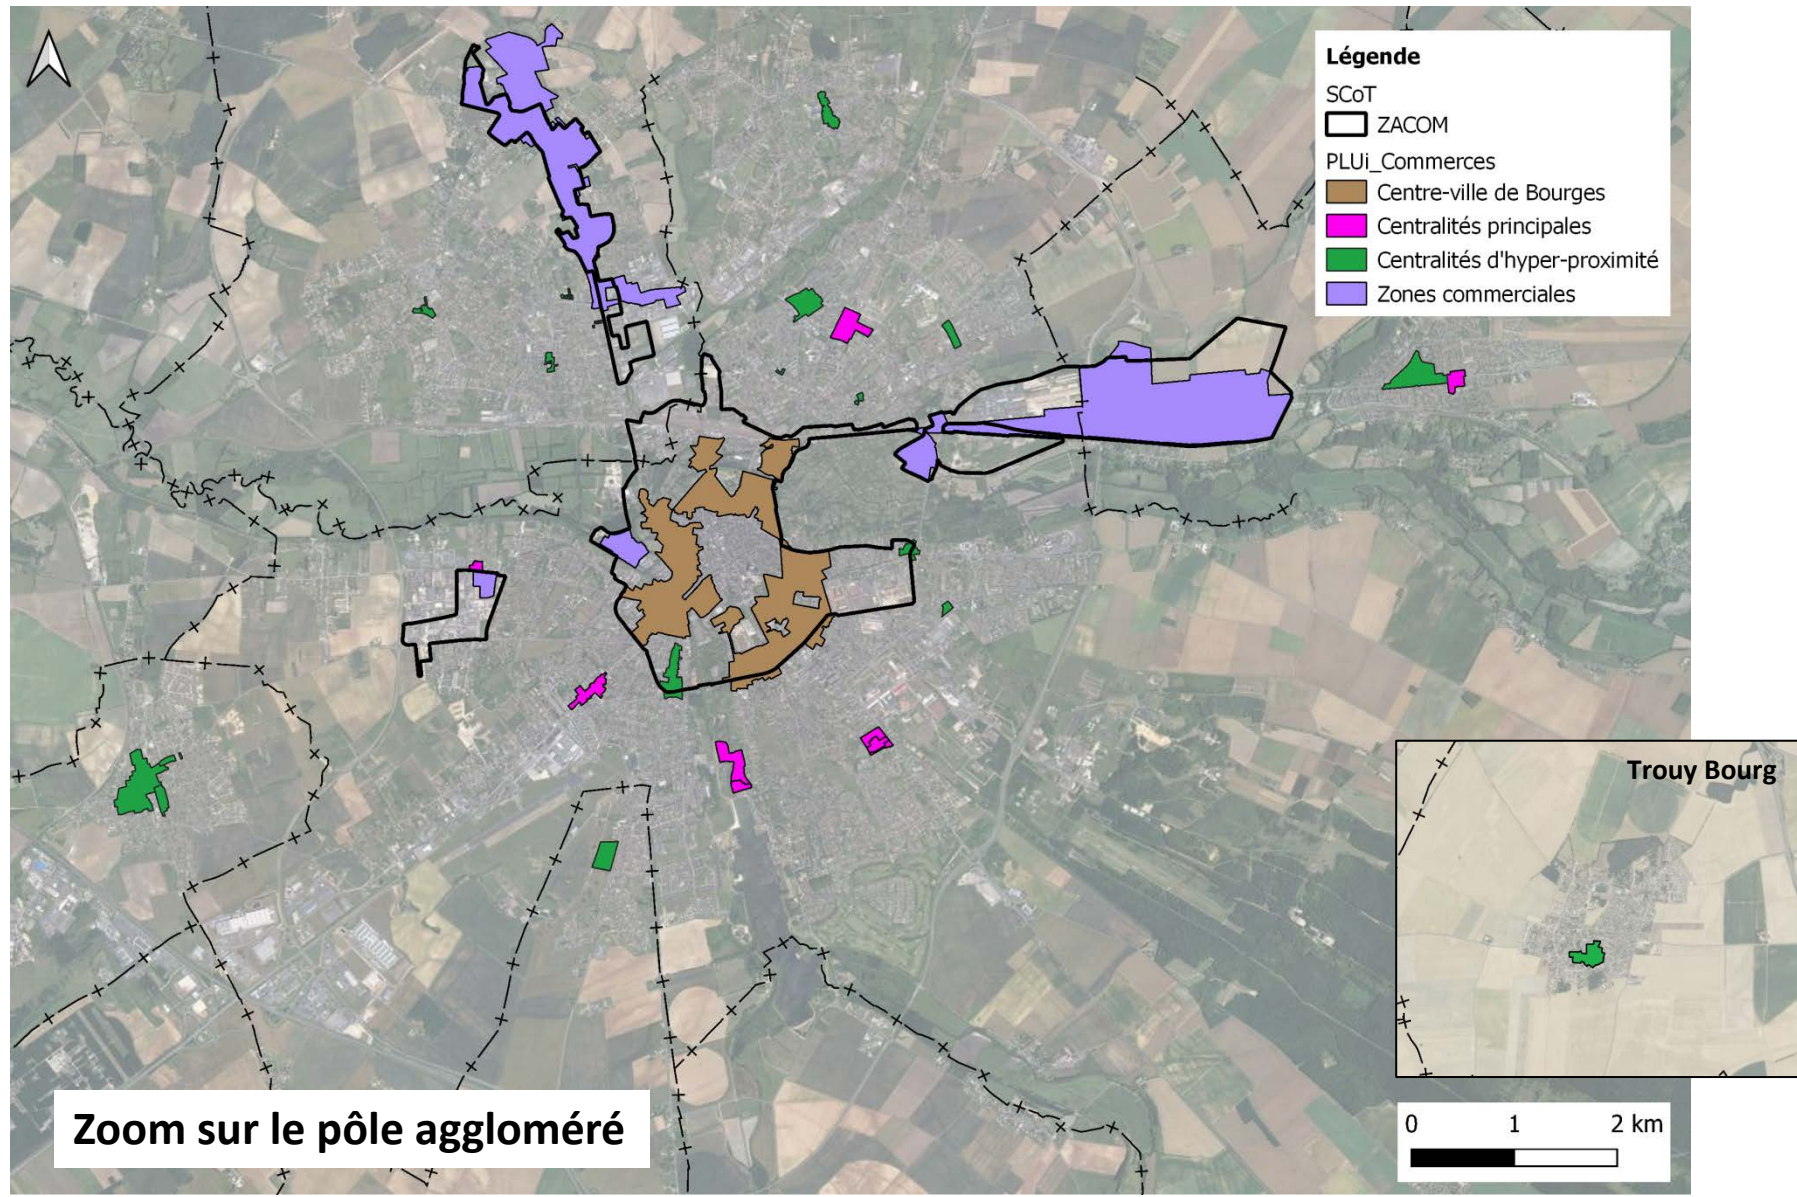 Légende
SCoT
ZACOM
PLUi_Commerces
Centre-ville de Bourges
Centralités principales
Centralités d'hyper-proximité
Zones commerciales
Trouy Bourg
Zoom sur le pôle aggloméré
0 1 2 km